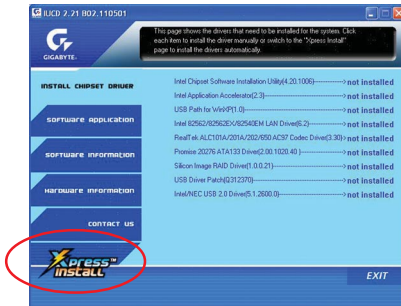 IUCD 2.21 B02.110501
This page shows the drivers that need to be installed for the system. Click
each item to install the driver manually or switch to the "Xpress Install"
page to install the drivers automatically.
GIGABYTE
INSTALL CHIPSET DRIVER
SOFTWARE APPLICATION
SOFTWARE INFORMATION
HARDWARE INFORMATION
CONTACT US
Xpress™
INSTALL
Intel Chipset Software Installation Utility(4.20.1006)-->not installed
Intel Application Accelerator(2.3)-->not installed
USB Path for WinXP(1.0)-->not installed
Intel 82562/82562EX/82540EM LAN Driver(6.2)-->not installed
RealTek ALC101A/201A/202/650 AC97 Codec Driver(3.30)-->not installed
Promise 20276 ATA133 Driver(2.00.1020.40 )-->not installed
Silicon Image RAID Driver(1.0.0.21)-->not installed
USB Driver Patch(Q312370)-->not installed
Intel/NEC USB 2.0 Driver(5.1.2600.0)-->not installed
EXIT